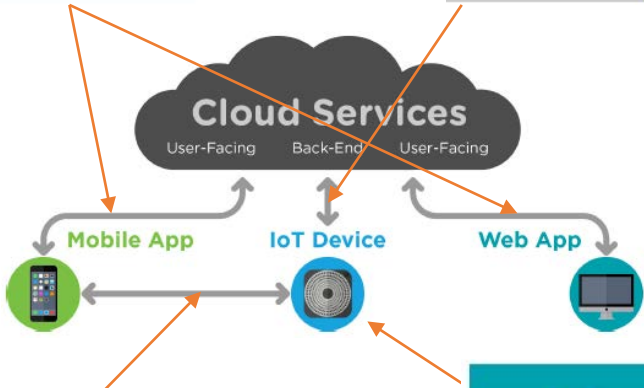 Cloud Services
User-Facing Back-End User-Facing
Mobile App IoT Device Web App